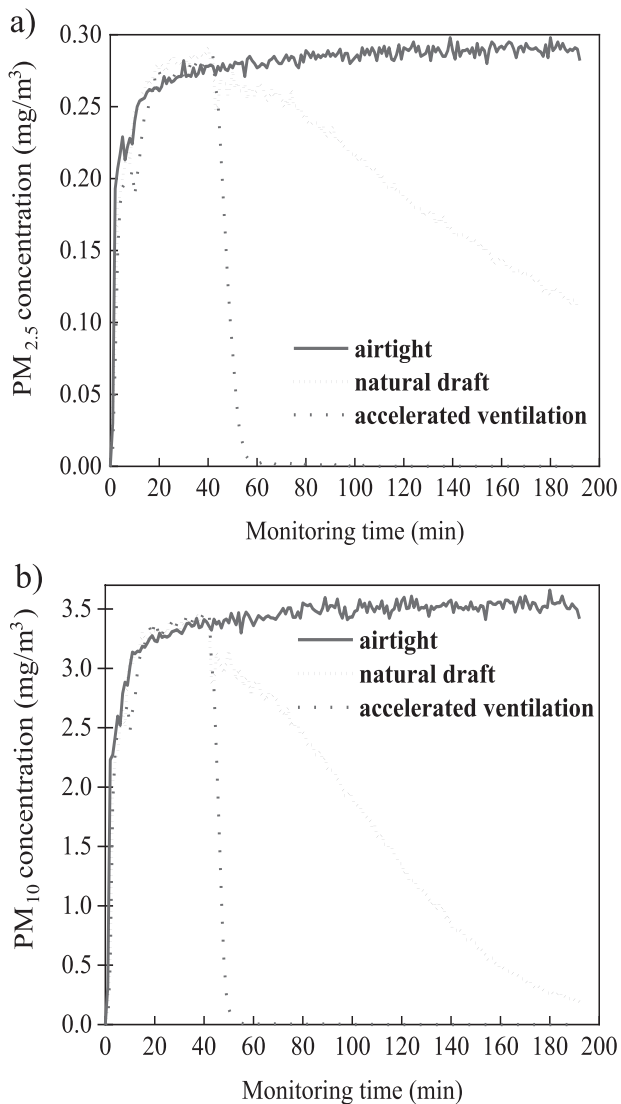 a)
0.30
0.25
0.20
0.15
0.10
0.05
0.00
PM2.5 concentration (mg/m³)
airtight
natural draft
accelerated ventilation
0 20 40 60 80 100 120 140 160 180 200
Monitoring time (min)
b)
3.5
3.0
2.5
2.0
1.5
1.0
0.5
0.0
PM10 concentration (mg/m³)
airtight
natural draft
accelerated ventilation
0 20 40 60 80 100 120 140 160 180 200
Monitoring time (min)